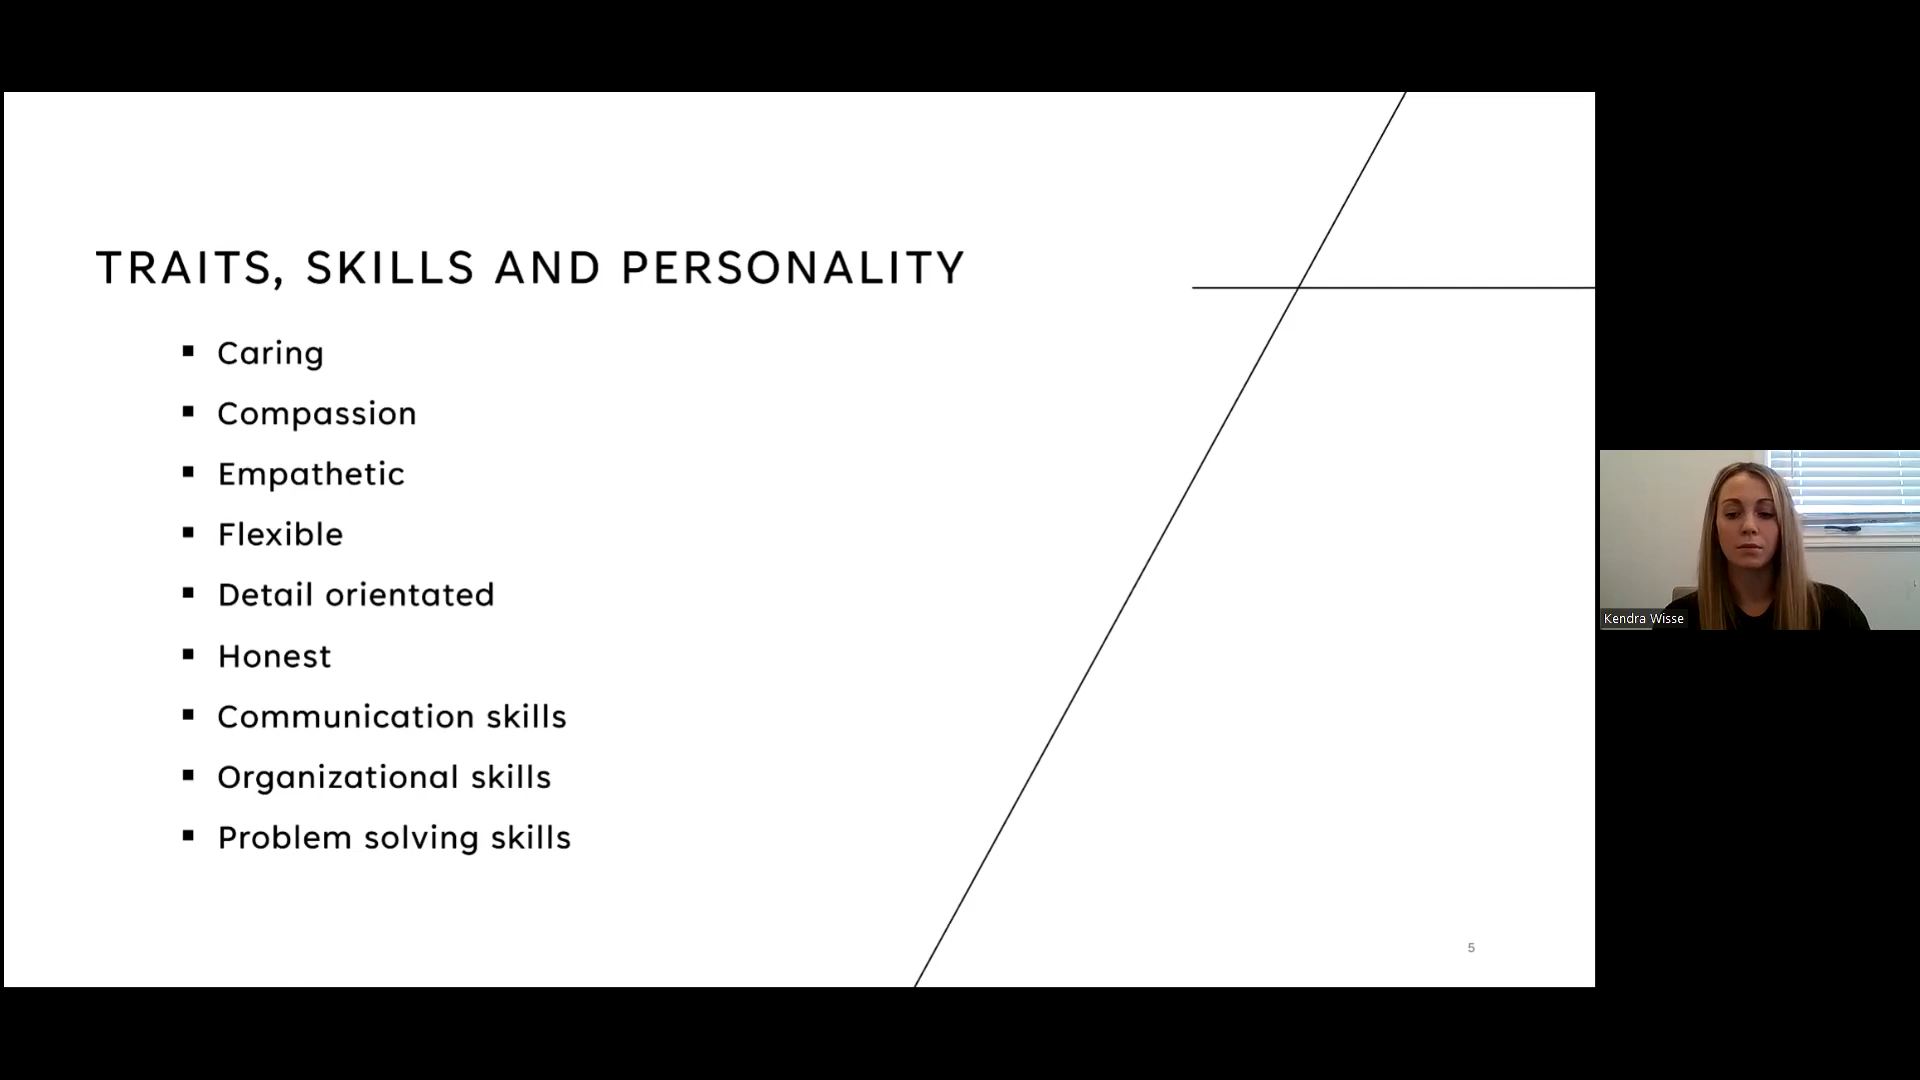 TRAITS, SKILLS AND PERSONALITY
Caring
Compassion
Empathetic
Flexible
Detail orientated
Honest
Communication skills
Organizational skills
Problem solving skills
5
Kendra Wisse